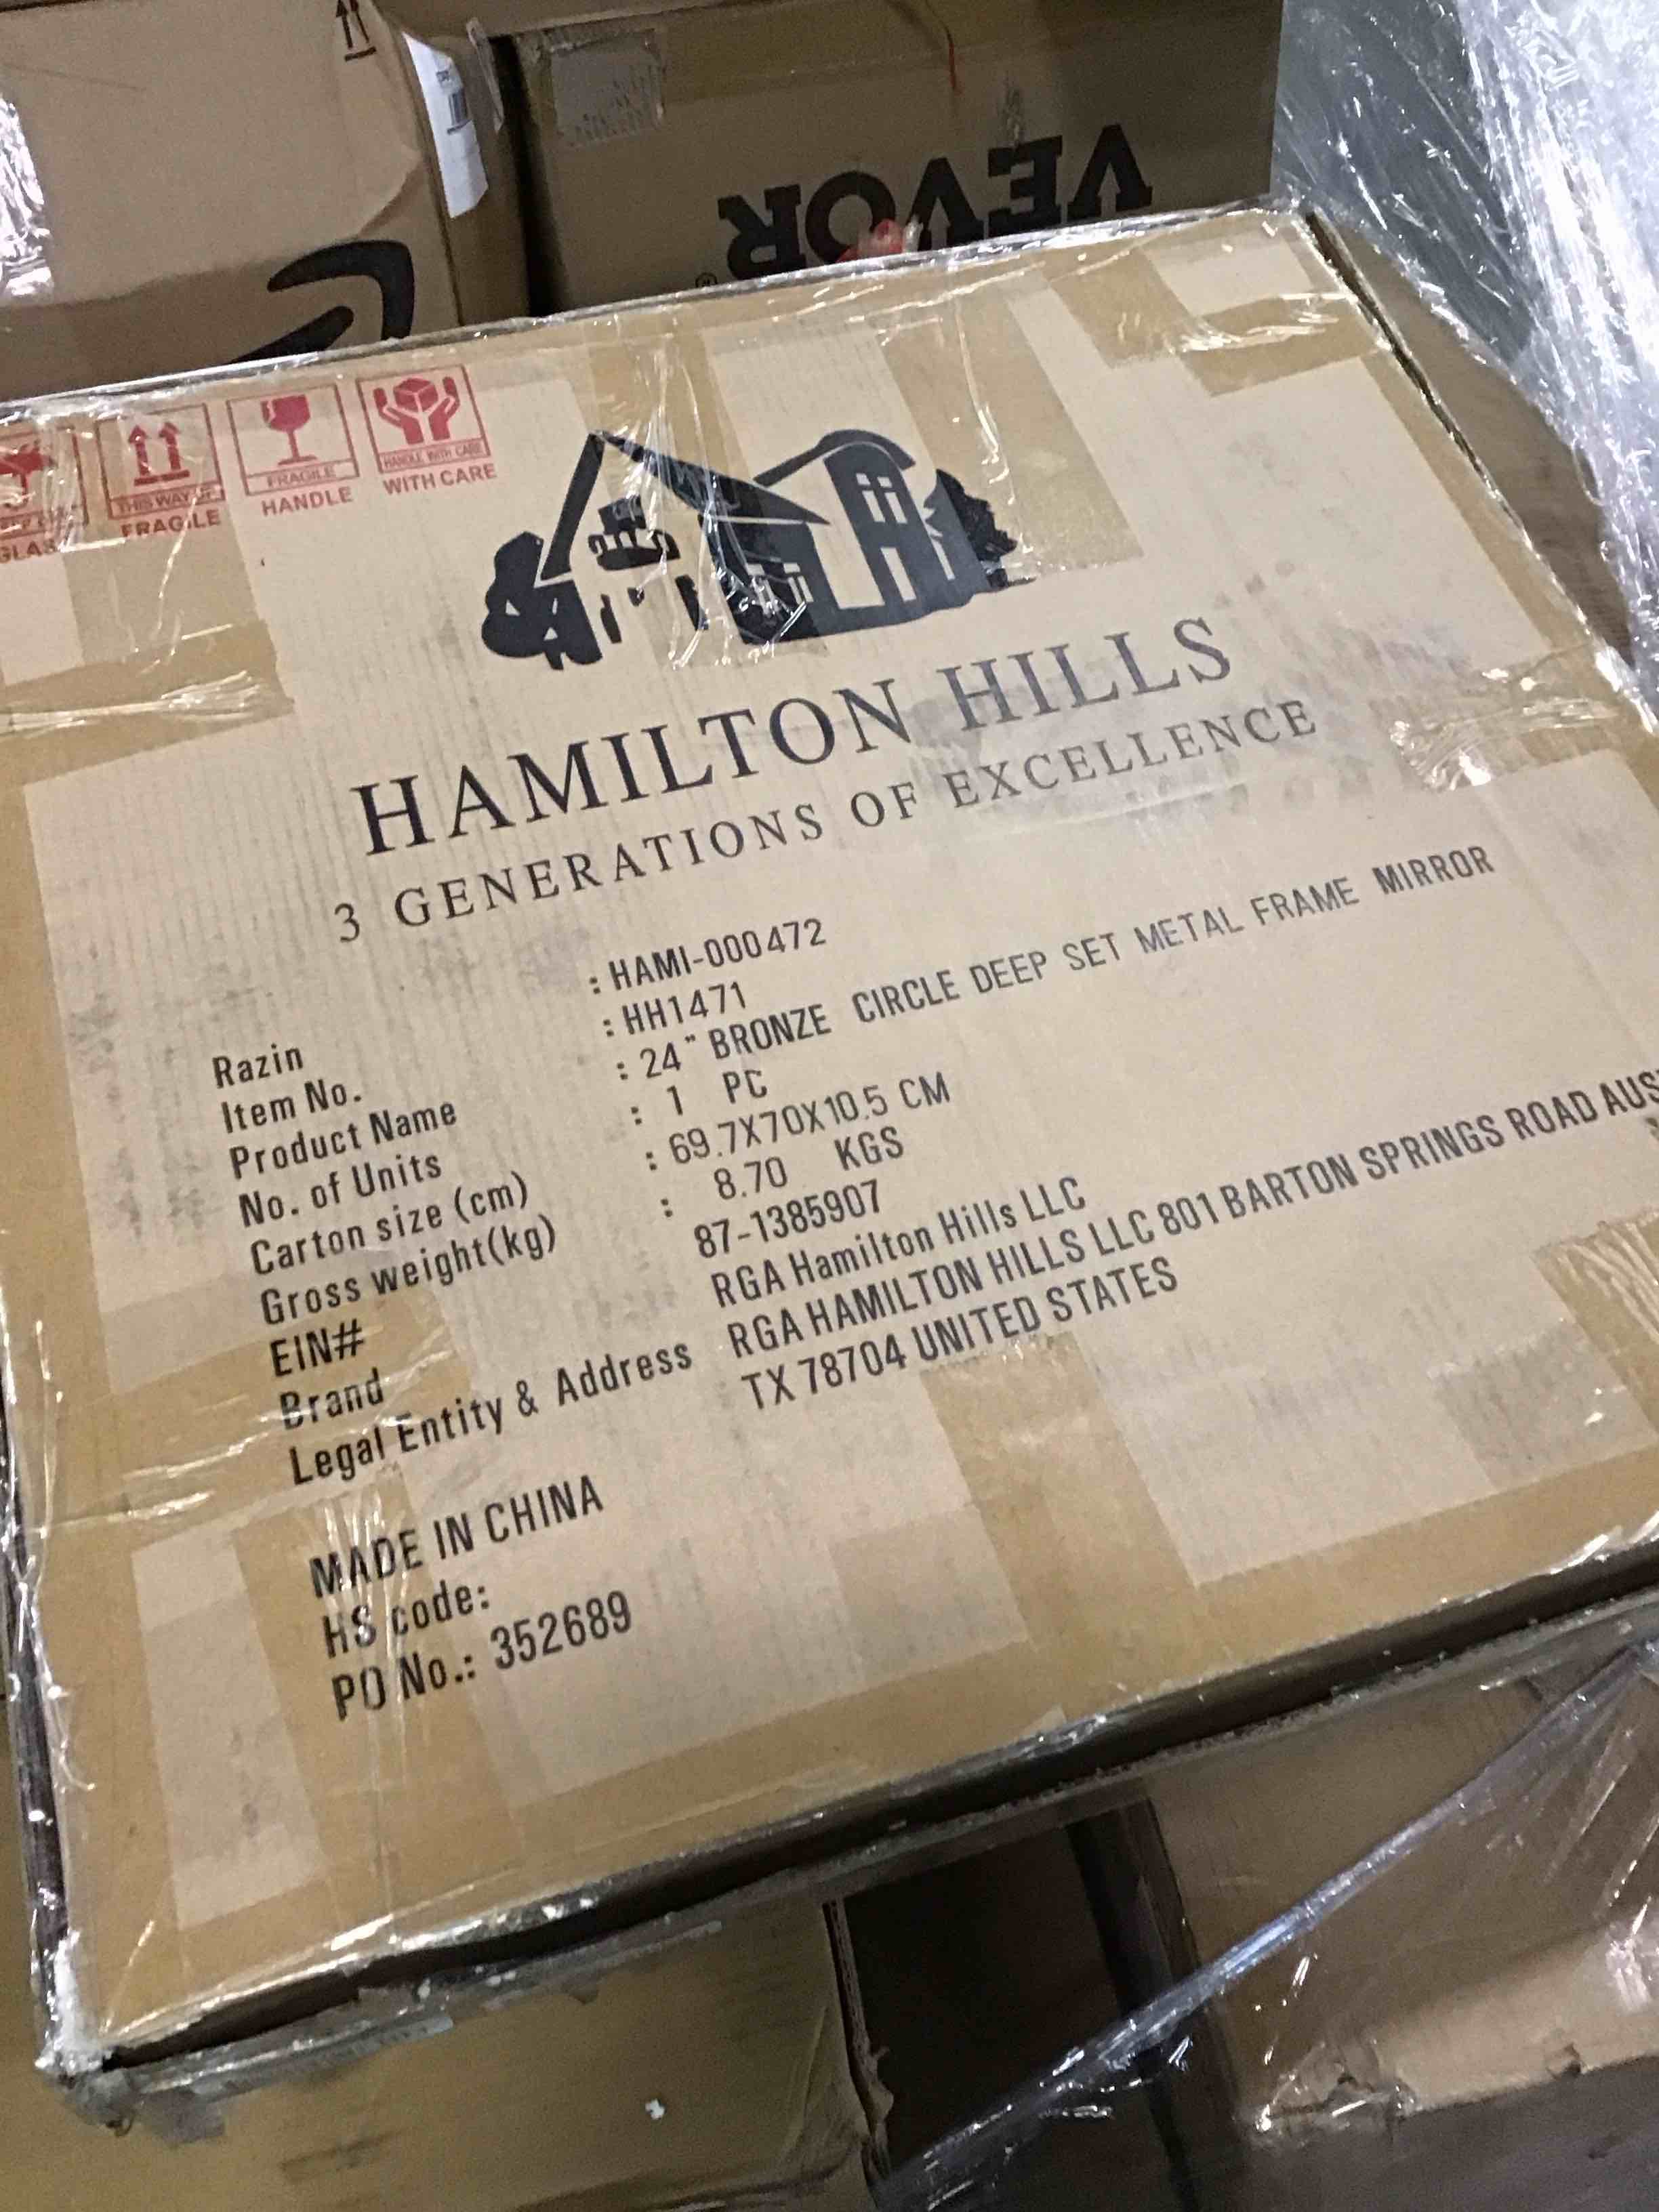 VEVOR
®
THIS WAY UP
FRAGILE
HANDLE WITH CARE
FRAGILE
HANDLE
WITH CARE
HAMILTON HILLS
3 GENERATIONS OF EXCELLENCE
Razin : HAMI-000472
Item No. : HH1471
Product Name : 24" BRONZE CIRCLE DEEP SET METAL FRAME MIRROR
No. of Units : 1 PC
Carton size (cm) : 69.7X70X10.5 CM
Gross weight(kg) : 8.70 KGS
EIN# 87-1385907
Brand RGA Hamilton Hills LLC
Legal Entity & Address RGA HAMILTON HILLS LLC 801 BARTON SPRINGS ROAD AUS
TX 78704 UNITED STATES
MADE IN CHINA
HS code:
PO No.: 352689